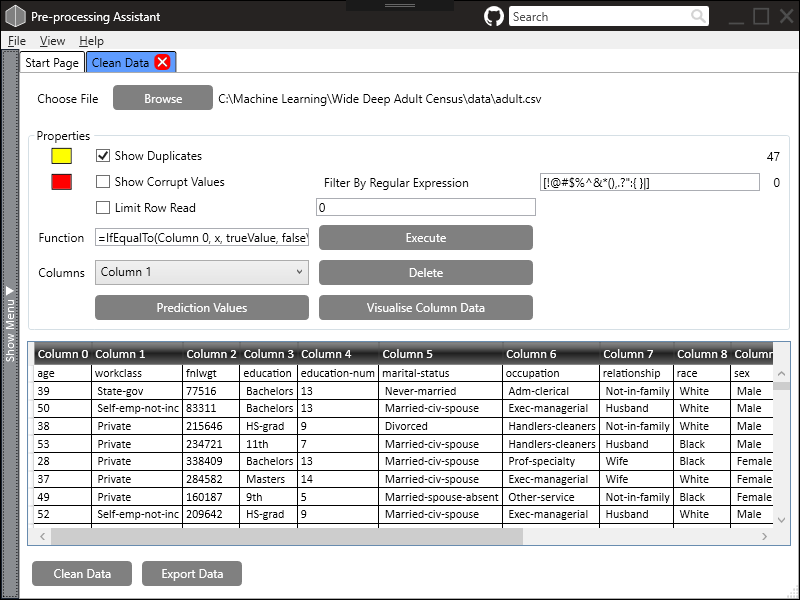 Pre-processing Assistant Search
File View Help
Start Page Clean Data
Choose File Browse C:\Machine Learning\Wide Deep Adult Census\data\adult.csv
Properties
Show Duplicates 47
Show Corrupt Values Filter By Regular Expression [!@#$%^&*(),.?":{ }|] 0
Limit Row Read 0
Function =IfEqualTo(Column 0, x, trueValue, false Execute
Columns Column 1 Delete
Prediction Values Visualise Column Data
Show Menu
Column 0 Column 1 Column 2 Column 3 Column 4 Column 5 Column 6 Column 7 Column 8 Column
age workclass fnlwgt education education-num marital-status occupation relationship race sex
39 State-gov 77516 Bachelors 13 Never-married Adm-clerical Not-in-family White Male
50 Self-emp-not-inc 83311 Bachelors 13 Married-civ-spouse Exec-managerial Husband White Male
38 Private 215646 HS-grad 9 Divorced Handlers-cleaners Not-in-family White Male
53 Private 234721 11th 7 Married-civ-spouse Handlers-cleaners Husband Black Male
28 Private 338409 Bachelors 13 Married-civ-spouse Prof-specialty Wife Black Female
37 Private 284582 Masters 14 Married-civ-spouse Exec-managerial Wife White Female
49 Private 160187 9th 5 Married-spouse-absent Other-service Not-in-family Black Female
52 Self-emp-not-inc 209642 HS-grad 9 Married-civ-spouse Exec-managerial Husband White Male
Clean Data Export Data